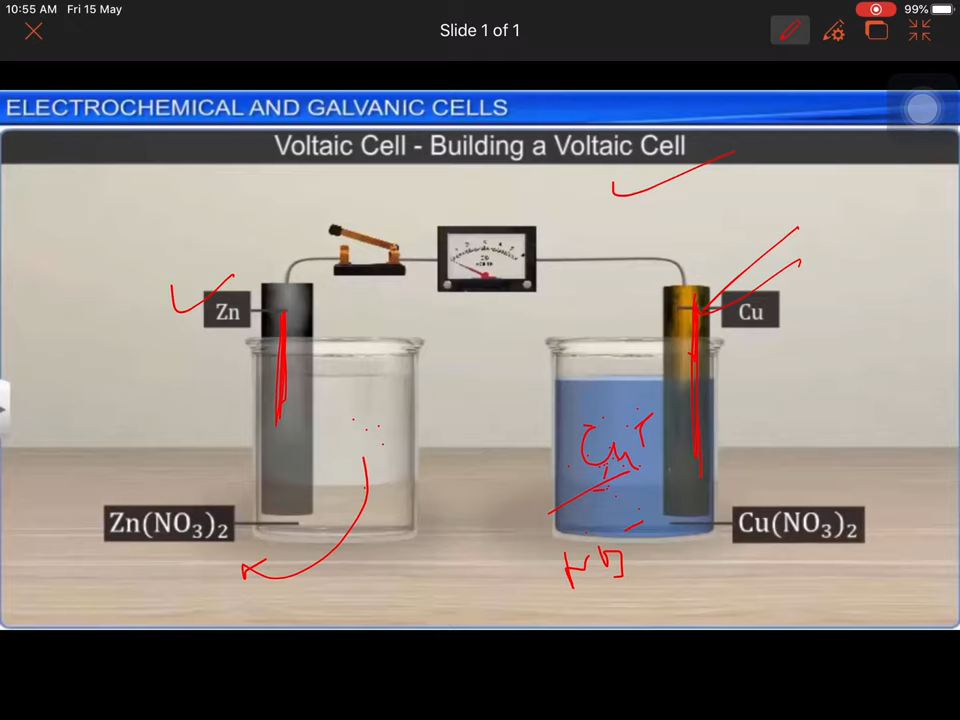 10:55 AM Fri 15 May 99%
Slide 1 of 1
ELECTROCHEMICAL AND GALVANIC CELLS
Voltaic Cell - Building a Voltaic Cell
Zn
Cu
Zn(NO₃)₂
Cu(NO₃)₂